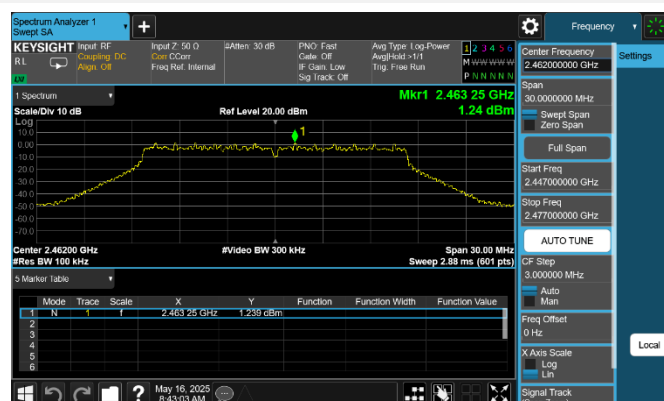 Spectrum Analyzer 1
Swept SA
Frequency
KEYSIGHT Input: RF Input Z: 50 Ω #Atten: 30 dB PNO: Fast Avg Type: Log-Power 1 2 3 4 5 6
RL Coupling: DC Corr CCorr Gate: Off Avg|Hold:>1/1 M W W W W W
Align: Off Freq Ref: Internal IF Gain: Low Trig: Free Run
Sig Track: Off P N N N N N
LXI
Center Frequency
2.462000000 GHz
Settings
1 Spectrum
Mkr1 2.463 25 GHz
Scale/Div 10 dB Ref Level 20.00 dBm 1.24 dBm
Log
10.0
0.00
-10.0
-20.0
-30.0
-40.0
-50.0
-60.0
-70.0
1
Center 2.46200 GHz #Video BW 300 kHz Span 30.00 MHz
#Res BW 100 kHz Sweep 2.88 ms (601 pts)
Span
30.0000000 MHz
Swept Span
Zero Span
Full Span
Start Freq
2.447000000 GHz
Stop Freq
2.477000000 GHz
AUTO TUNE
CF Step
3.000000 MHz
Auto
Man
Freq Offset
0 Hz
X Axis Scale
Log
Lin
Signal Track
Local
5 Marker Table
Mode Trace Scale X Y Function Function Width Function Value
1 N 1 f 2.463 25 GHz 1.239 dBm
2
3
4
5
6
May 16, 2025
8:43:03 AM